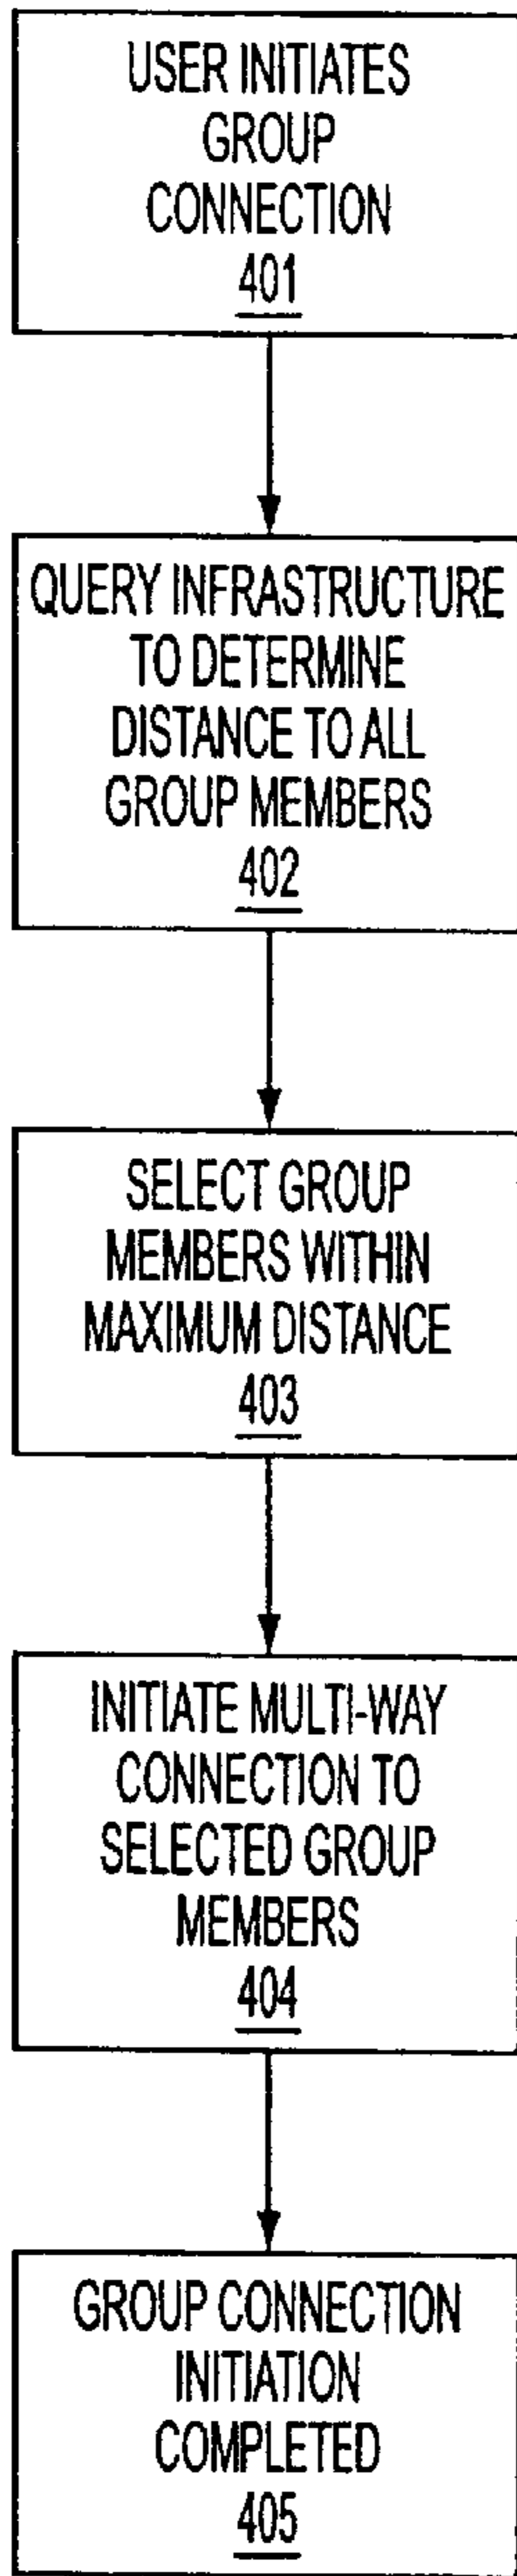 USER INITIATES
GROUP
CONNECTION
401
QUERY INFRASTRUCTURE
TO DETERMINE
DISTANCE TO ALL
GROUP MEMBERS
402
SELECT GROUP
MEMBERS WITHIN
MAXIMUM DISTANCE
403
INITIATE MULTI-WAY
CONNECTION TO
SELECTED GROUP
MEMBERS
404
GROUP CONNECTION
INITIATION
COMPLETED
405